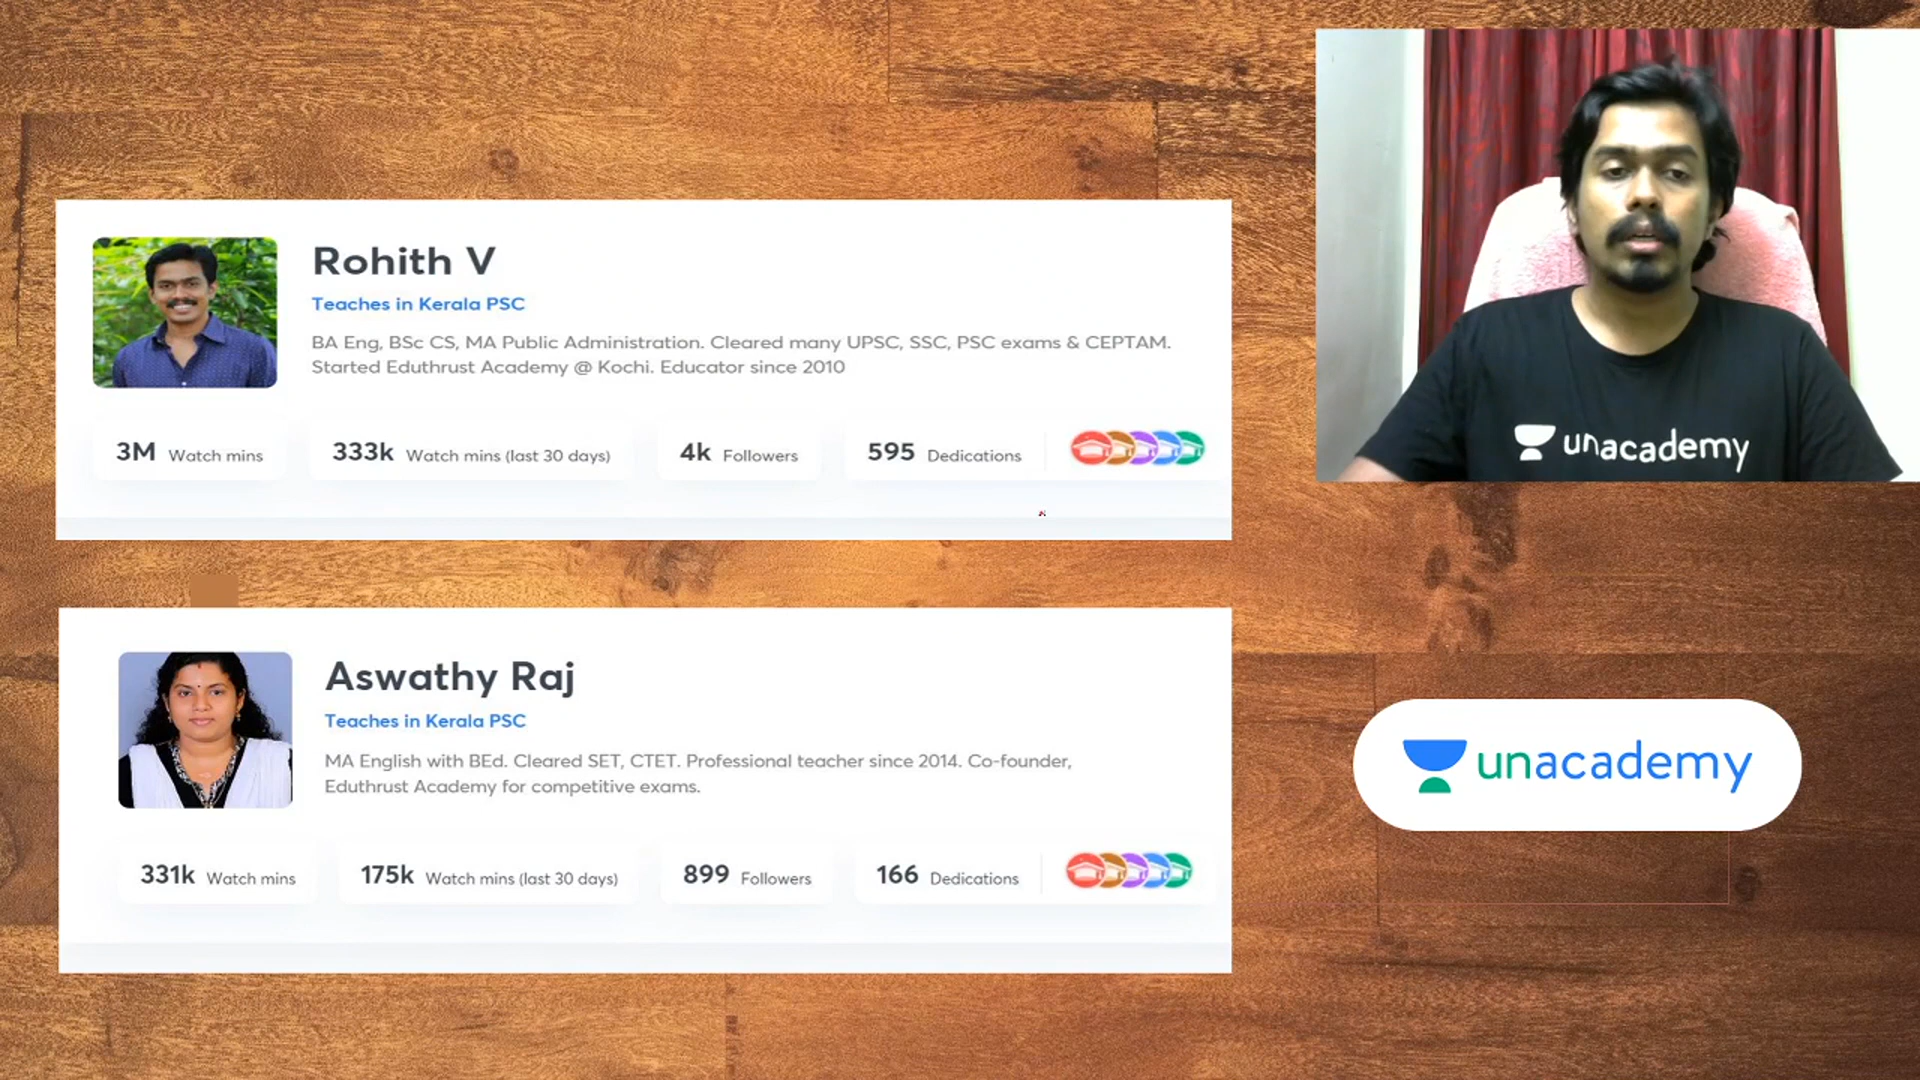 Rohith V
Teaches in Kerala PSC
BA Eng, BSc CS, MA Public Administration. Cleared many UPSC, SSC, PSC exams & CEPTAM.
Started Eduthrust Academy @ Kochi. Educator since 2010
3M Watch mins
333k Watch mins (last 30 days)
4k Followers
595 Dedications
unacademy
Aswathy Raj
Teaches in Kerala PSC
MA English with BEd. Cleared SET, CTET. Professional teacher since 2014. Co-founder,
Eduthrust Academy for competitive exams.
331k Watch mins
175k Watch mins (last 30 days)
899 Followers
166 Dedications
unacademy